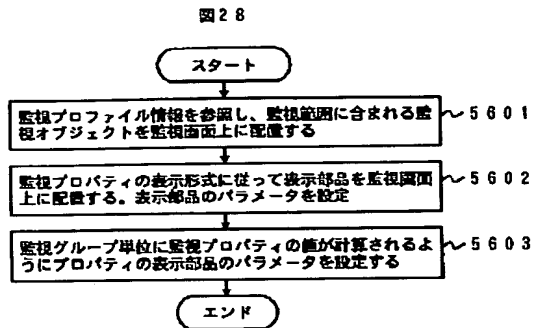 図28
スタート
監視プロファイル情報を参照し、監視範囲に含まれる監
視オブジェクトを監視画面上に配置する
5601
監視プロパティの表示形式に従って表示部品を監視画面
上に配置する。表示部品のパラメータを設定
5602
監視グループ単位に監視プロパティの値が計算されるよ
うにプロパティの表示部品のパラメータを設定する
5603
エンド